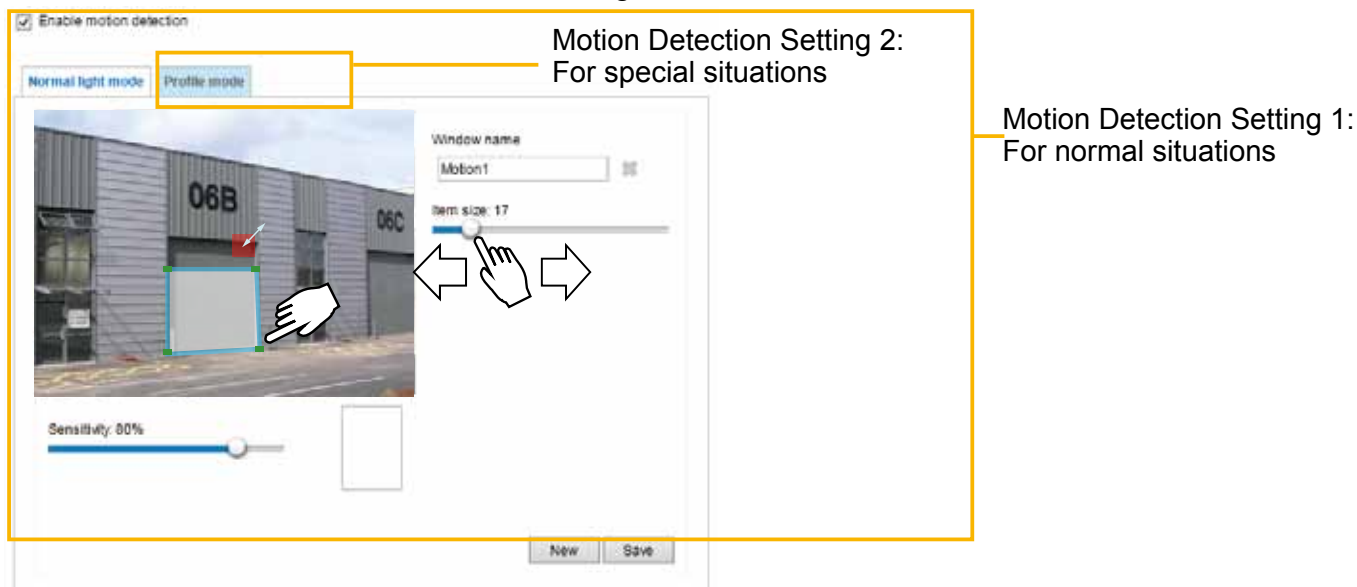 Enable motion detection
Motion Detection Setting 2:
For special situations
Normal light mode
Profile mode
Motion Detection Setting 1:
For normal situations
Window name
Motion1
Item size: 17
06B
06C
Sensitivity: 80%
New
Save